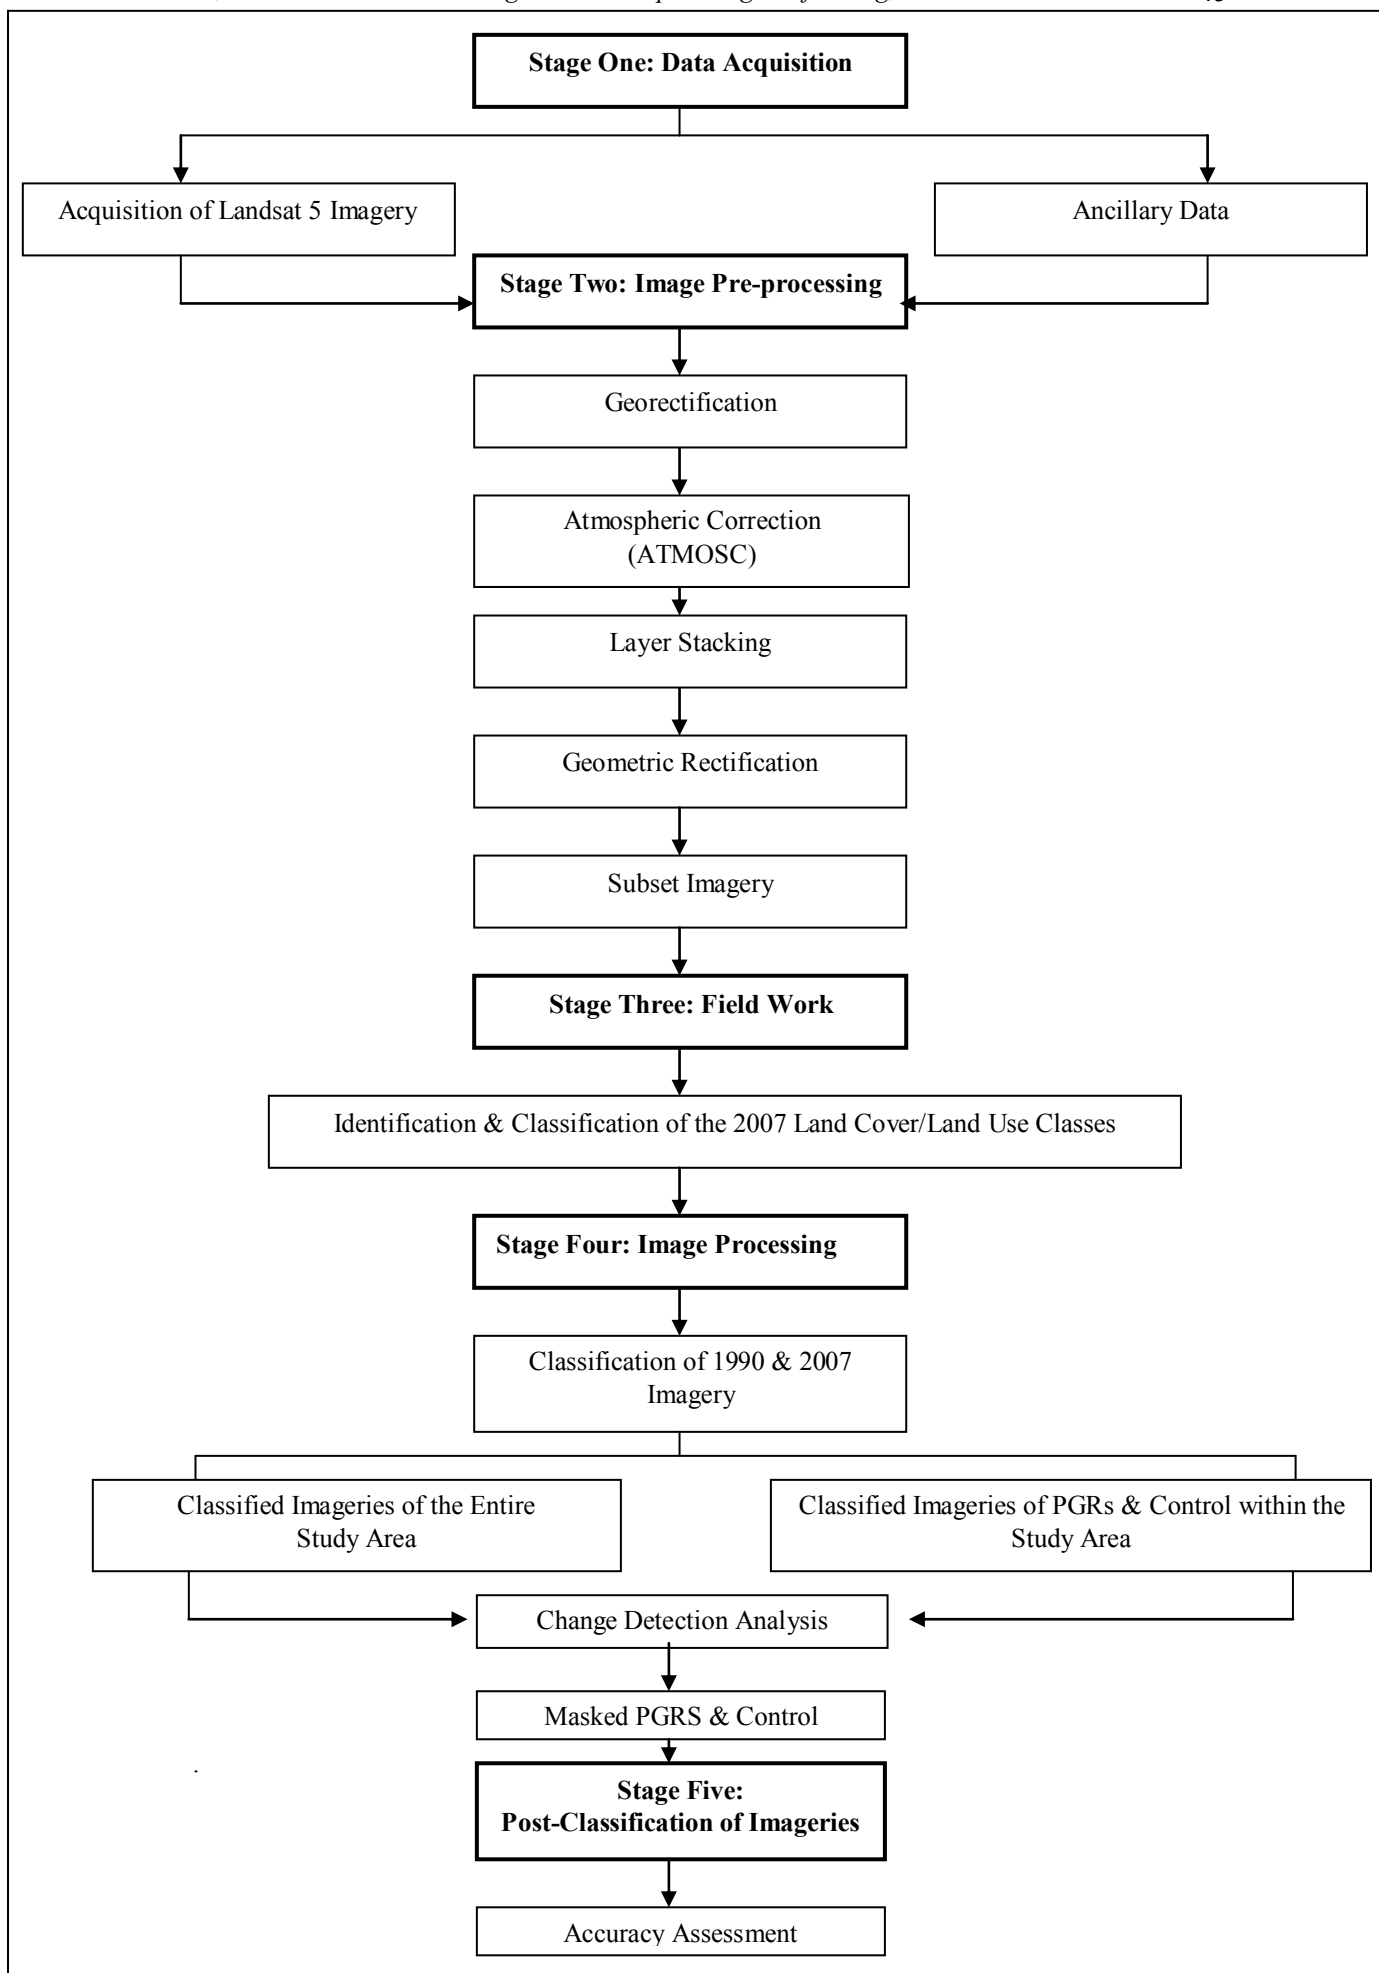 Stage One: Data Acquisition
Acquisition of Landsat 5 Imagery
Ancillary Data
Stage Two: Image Pre-processing
Georectification
Atmospheric Correction
(ATMOSC)
Layer Stacking
Geometric Rectification
Subset Imagery
Stage Three: Field Work
Identification & Classification of the 2007 Land Cover/Land Use Classes
Stage Four: Image Processing
Classification of 1990 & 2007
Imagery
Classified Imageries of the Entire
Study Area
Classified Imageries of PGRs & Control within the
Study Area
Change Detection Analysis
Masked PGRS & Control
.
Stage Five:
Post-Classification of Imageries
Accuracy Assessment